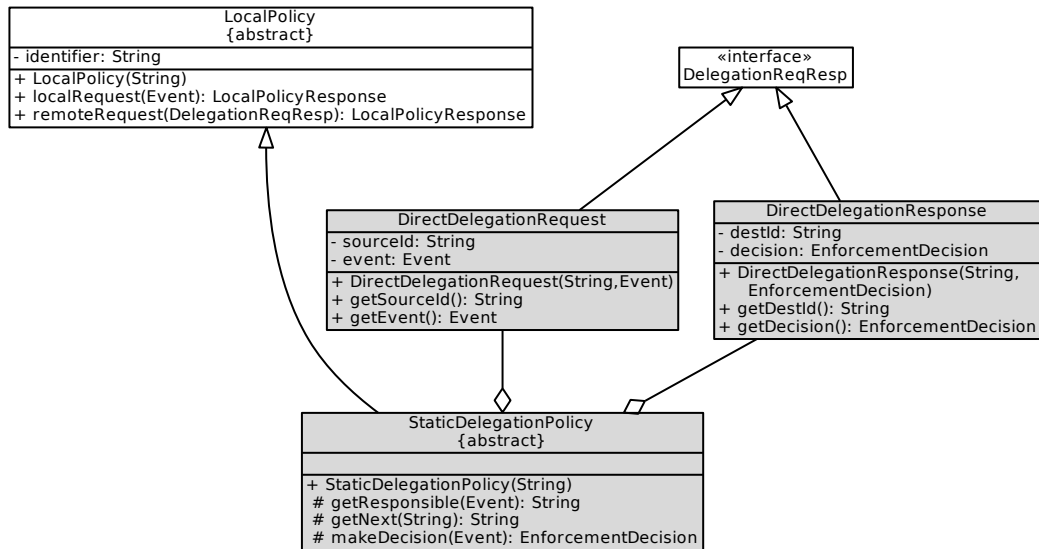 LocalPolicy
{abstract}
- identifier: String
+ LocalPolicy(String)
+ localRequest(Event): LocalPolicyResponse
+ remoteRequest(DelegationReqResp): LocalPolicyResponse
«interface»
DelegationReqResp
DirectDelegationRequest
- sourceId: String
- event: Event
+ DirectDelegationRequest(String,Event)
+ getSourceId(): String
+ getEvent(): Event
DirectDelegationResponse
- destId: String
- decision: EnforcementDecision
+ DirectDelegationResponse(String,
EnforcementDecision)
+ getDestId(): String
+ getDecision(): EnforcementDecision
StaticDelegationPolicy
{abstract}
+ StaticDelegationPolicy(String)
# getResponsible(Event): String
# getNext(String): String
# makeDecision(Event): EnforcementDecision